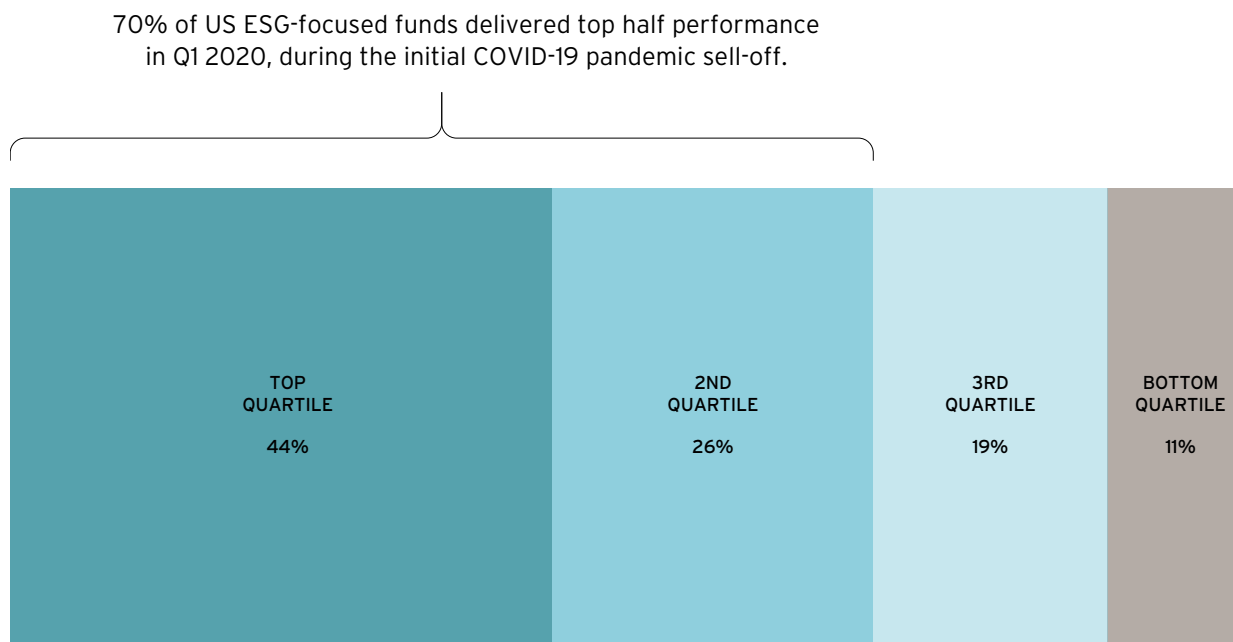 70% of US ESG-focused funds delivered top half performance
in Q1 2020, during the initial COVID-19 pandemic sell-off.
TOP
QUARTILE
44%
2ND
QUARTILE
26%
3RD
QUARTILE
19%
BOTTOM
QUARTILE
11%